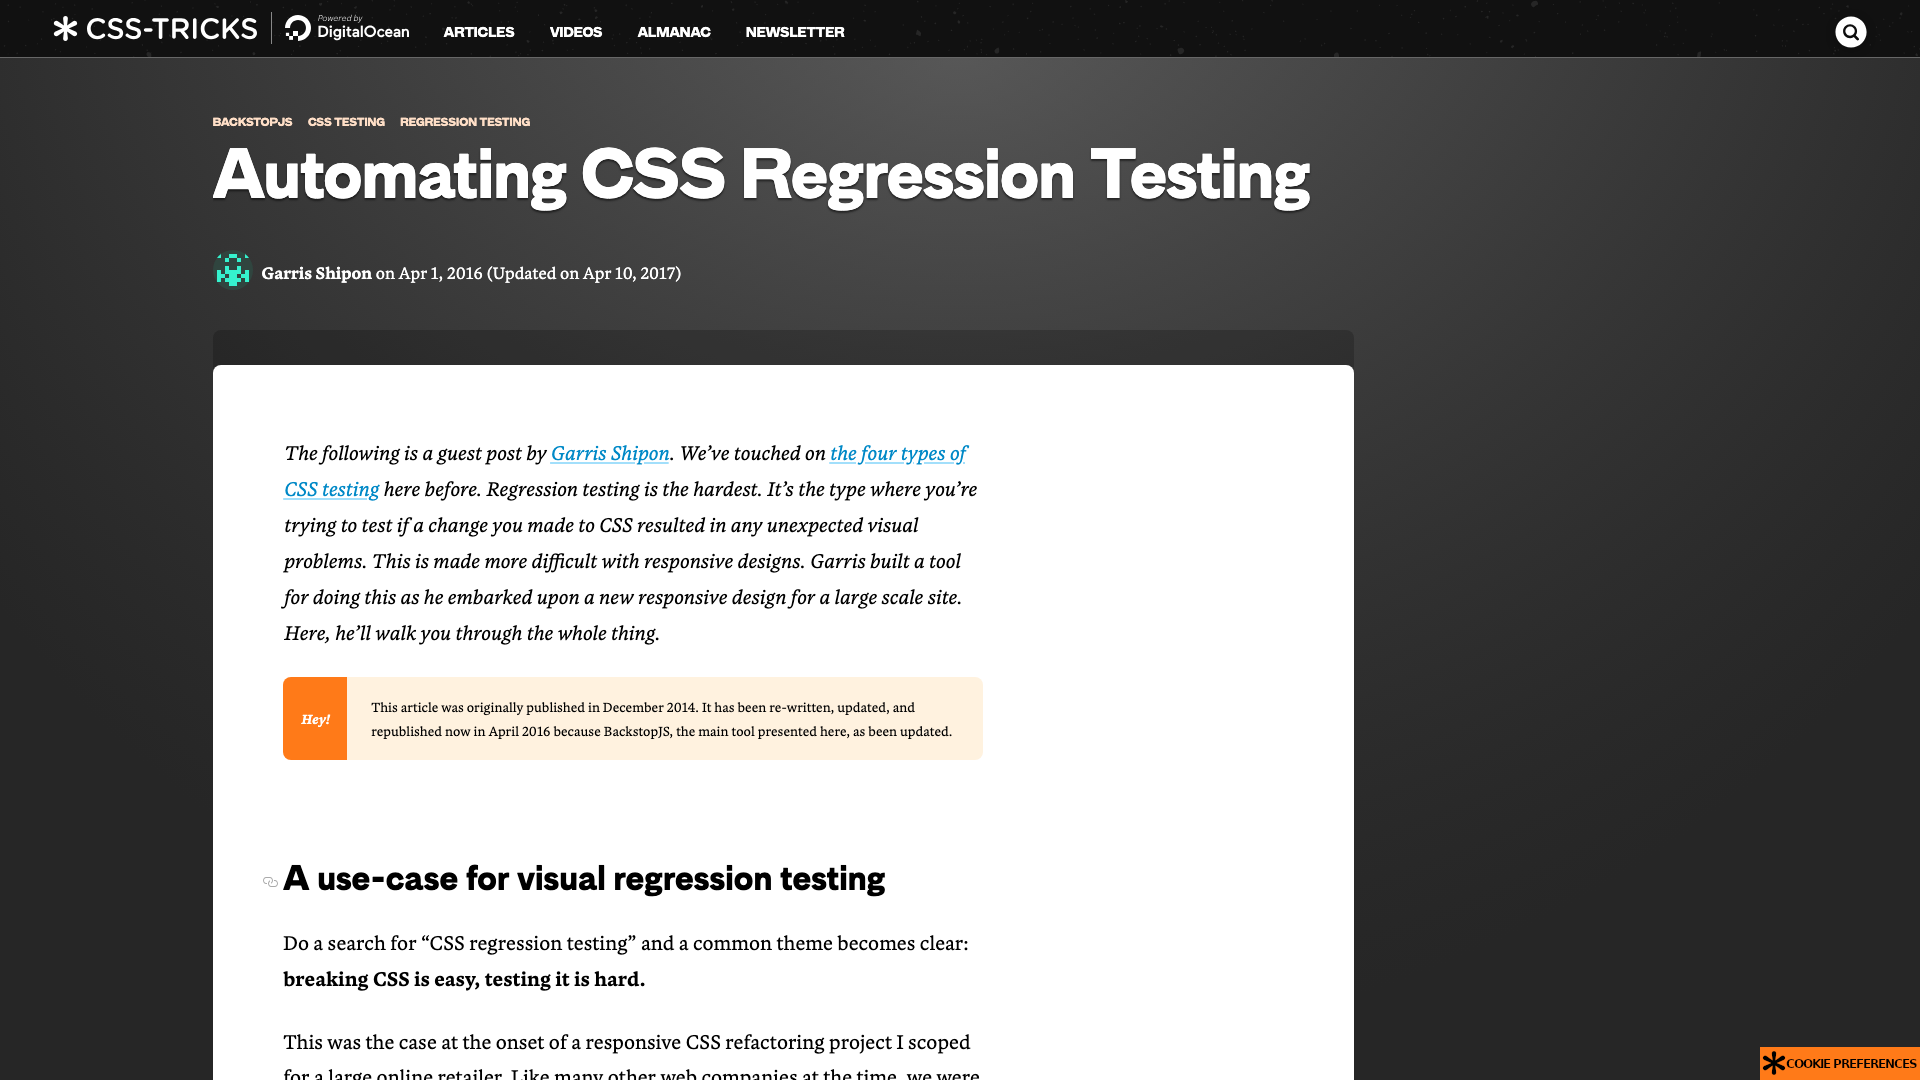 CSS-TRICKS
Powered by
DigitalOcean
ARTICLES
VIDEOS
ALMANAC
NEWSLETTER
BACKSTOPJS CSS TESTING REGRESSION TESTING
Automating CSS Regression Testing
Garris Shipon on Apr 1, 2016 (Updated on Apr 10, 2017)
The following is a guest post by Garris Shipon. We’ve touched on the four types of
CSS testing here before. Regression testing is the hardest. It’s the type where you’re
trying to test if a change you made to CSS resulted in any unexpected visual
problems. This is made more difficult with responsive designs. Garris built a tool
for doing this as he embarked upon a new responsive design for a large scale site.
Here, he’ll walk you through the whole thing.
Hey!
This article was originally published in December 2014. It has been re-written, updated, and
republished now in April 2016 because BackstopJS, the main tool presented here, as been updated.
A use-case for visual regression testing
Do a search for “CSS regression testing” and a common theme becomes clear:
breaking CSS is easy, testing it is hard.
This was the case at the onset of a responsive CSS refactoring project I scoped
for a large online retailer. Like many other web companies at the time, we were
COOKIE PREFERENCES